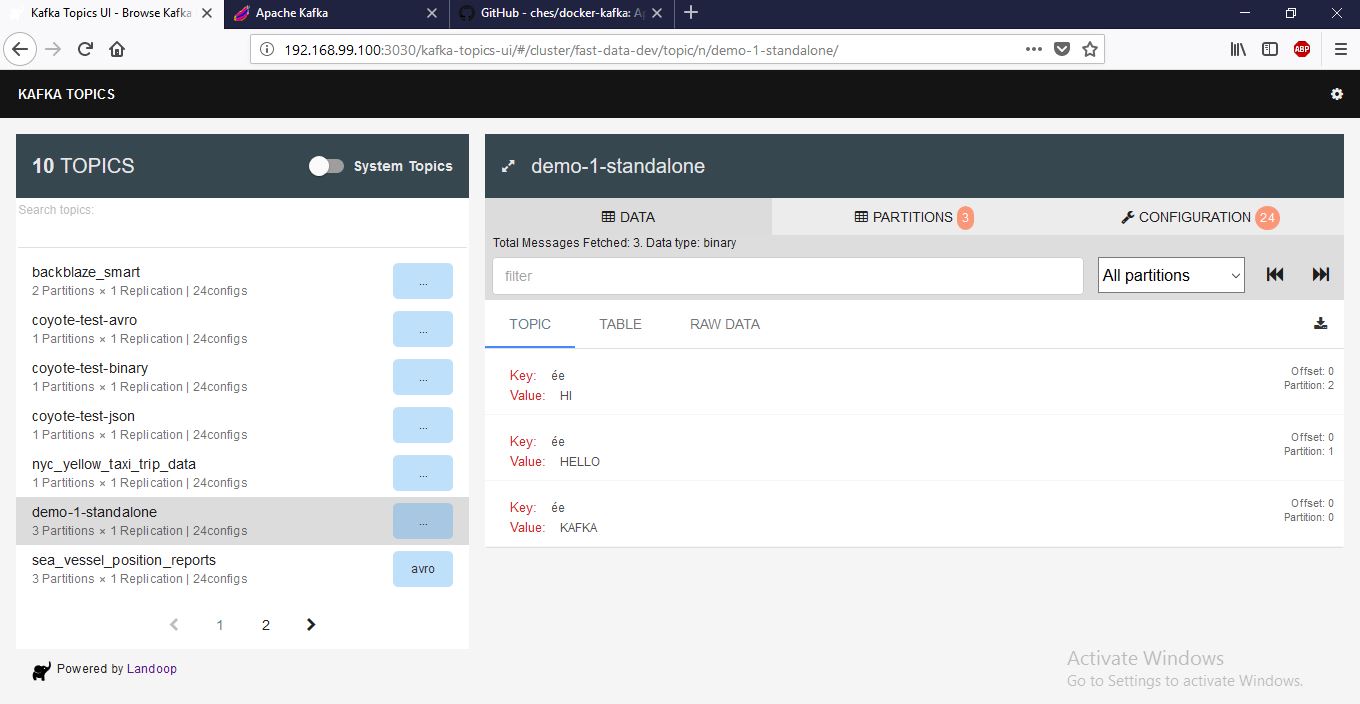 Kafka Topics UI - Browse Kafka
Apache Kafka
GitHub - ches/docker-kafka: Ap
192.168.99.100:3030/kafka-topics-ui/#/cluster/fast-data-dev/topic/n/demo-1-standalone/
ABP
KAFKA TOPICS
10 TOPICS
System Topics
Search topics:
backblaze_smart
2 Partitions × 1 Replication | 24configs
...
coyote-test-avro
1 Partitions × 1 Replication | 24configs
...
coyote-test-binary
1 Partitions × 1 Replication | 24configs
...
coyote-test-json
1 Partitions × 1 Replication | 24configs
...
nyc_yellow_taxi_trip_data
1 Partitions × 1 Replication | 24configs
...
demo-1-standalone
3 Partitions × 1 Replication | 24configs
...
sea_vessel_position_reports
3 Partitions × 1 Replication | 24configs
avro
1 2
Powered by Landoop
demo-1-standalone
DATA
PARTITIONS 3
CONFIGURATION 24
Total Messages Fetched: 3. Data type: binary
filter
All partitions
TOPIC
TABLE
RAW DATA
Key: ée
Value: HI
Offset: 0
Partition: 2
Key: ée
Value: HELLO
Offset: 0
Partition: 1
Key: ée
Value: KAFKA
Offset: 0
Partition: 0
Activate Windows
Go to Settings to activate Windows.